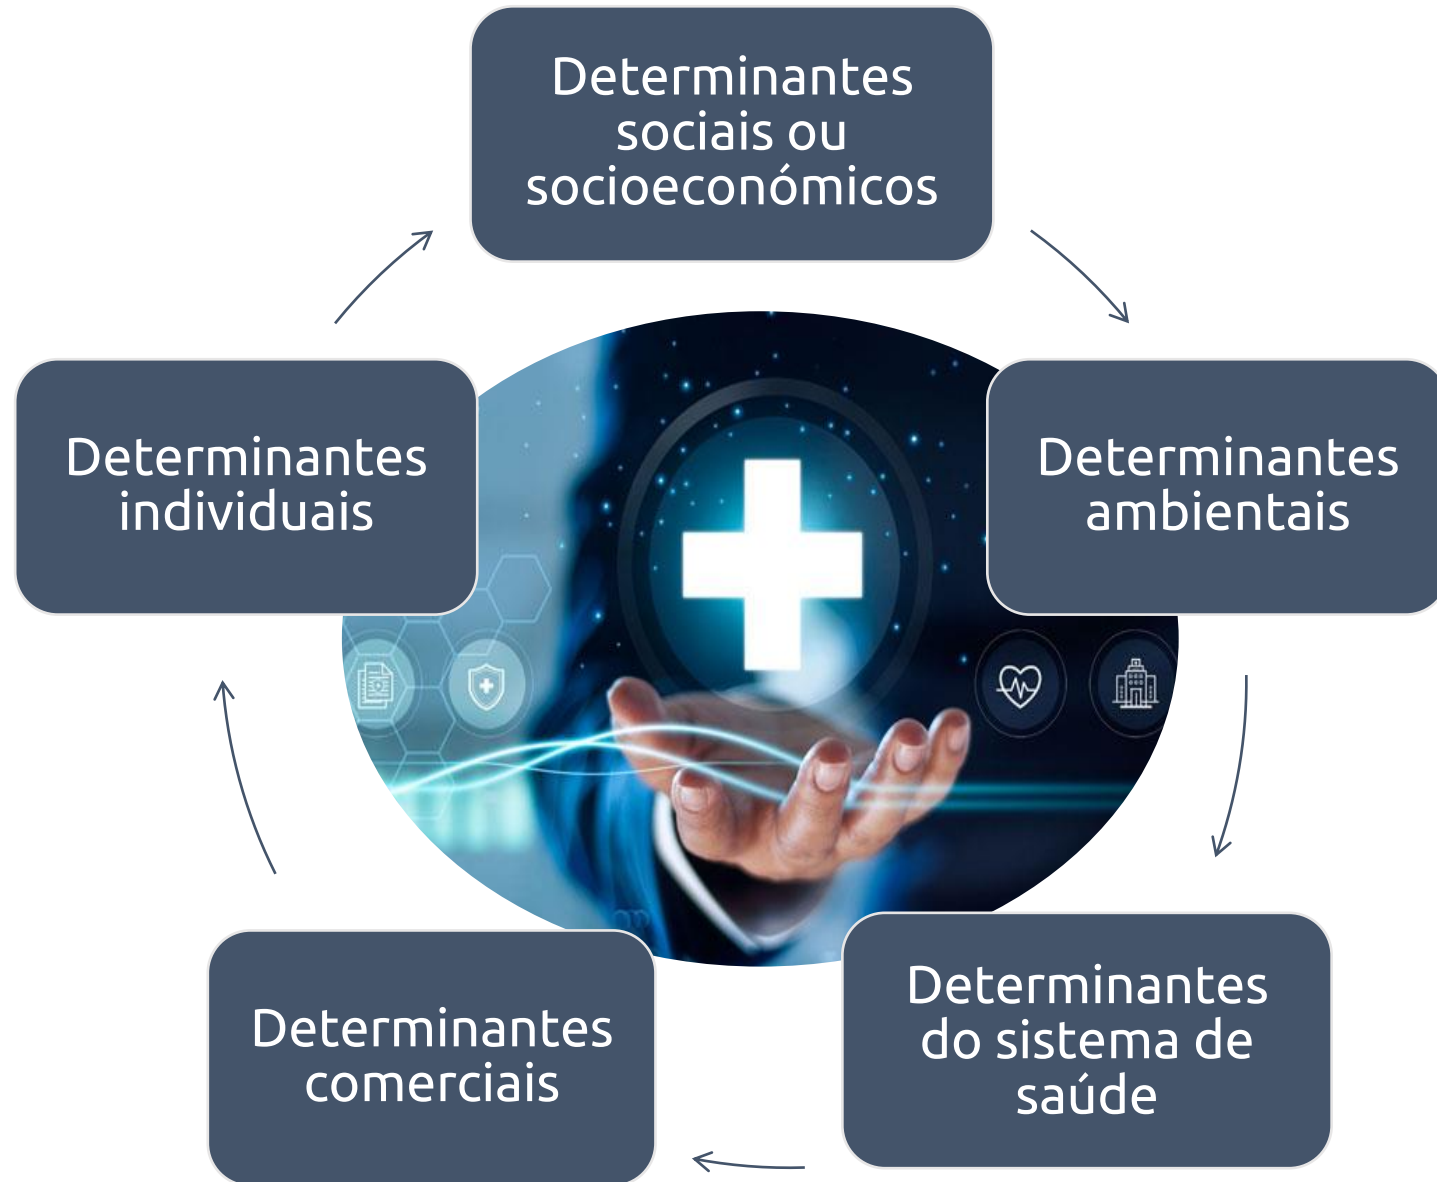 Determinantes
sociais ou
socioeconómicos
Determinantes
individuais
Determinantes
ambientais
Determinantes
comerciais
Determinantes
do sistema de
saúde